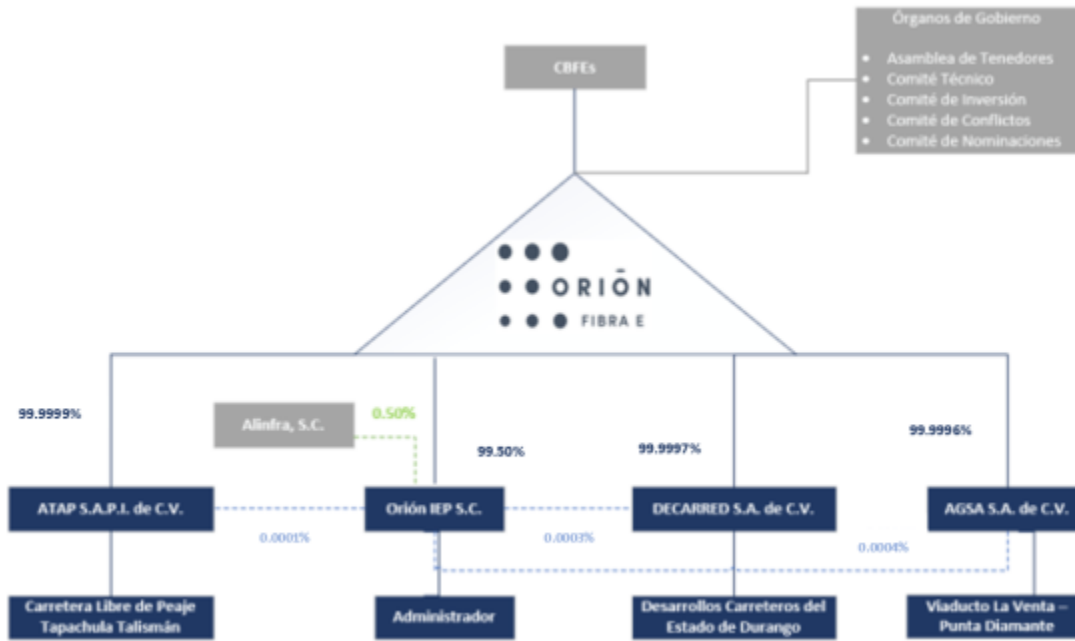 Órganos de Gobierno
• Asamblea de Tenedores
• Comité Técnico
• Comité de Inversión
• Comité de Conflictos
• Comité de Nominaciones
CBFEs
ORIÓN
FIBRA E
99.9999%
Alinfra, S.C.
0.50%
99.50%
99.9997%
99.9996%
ATAP S.A.P.I. de C.V.
Orión IEP S.C.
DECARRED S.A. de C.V.
AGSA S.A. de C.V.
0.0001%
0.0003%
0.0004%
Carretera Libre de Peaje
Tapachula Talismán
Administrador
Desarrollos Carreteros del
Estado de Durango
Viaducto La Venta –
Punta Diamante